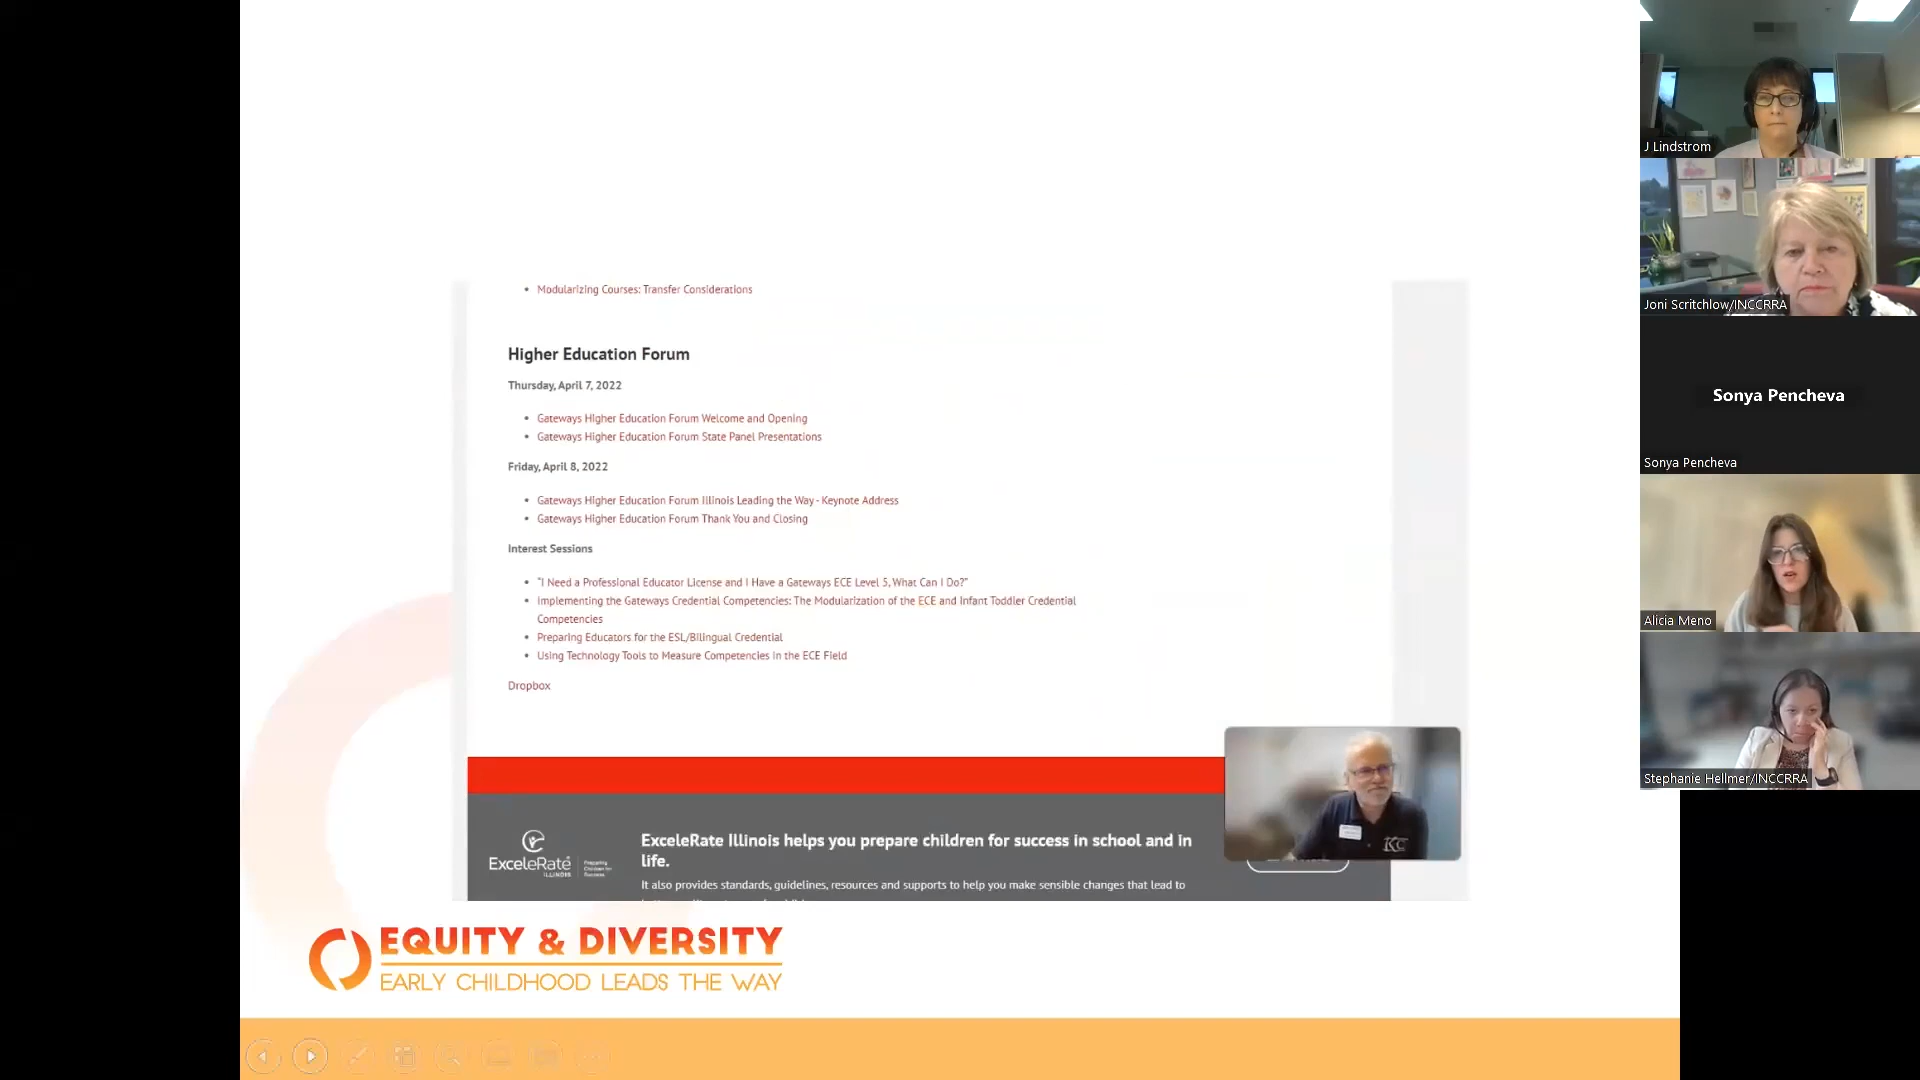 Modularizing Courses: Transfer Considerations
Higher Education Forum
Thursday, April 7, 2022
Gateways Higher Education Forum Welcome and Opening
Gateways Higher Education Forum State Panel Presentations
Friday, April 8, 2022
Gateways Higher Education Forum Illinois Leading the Way - Keynote Address
Gateways Higher Education Forum Thank You and Closing
Interest Sessions
"I Need a Professional Educator License and I Have a Gateways ECE Level 5, What Can I Do?"
Implementing the Gateways Credential Competencies: The Modularization of the ECE and Infant Toddler Credential
Competencies
Preparing Educators for the ESL/Bilingual Credential
Using Technology Tools to Measure Competencies in the ECE Field
Dropbox
ExceleRate
ILLINOIS
Preparing
Children for
Success
ExceleRate Illinois helps you prepare children for success in school and in
life.
It also provides standards, guidelines, resources and supports to help you make sensible changes that lead to
KC
EQUITY & DIVERSITY
EARLY CHILDHOOD LEADS THE WAY
J Lindstrom
Joni Scritchlow/INCCRRA
Sonya Pencheva
Sonya Pencheva
Alicia Meno
Stephanie Hellmer/INCCRRA